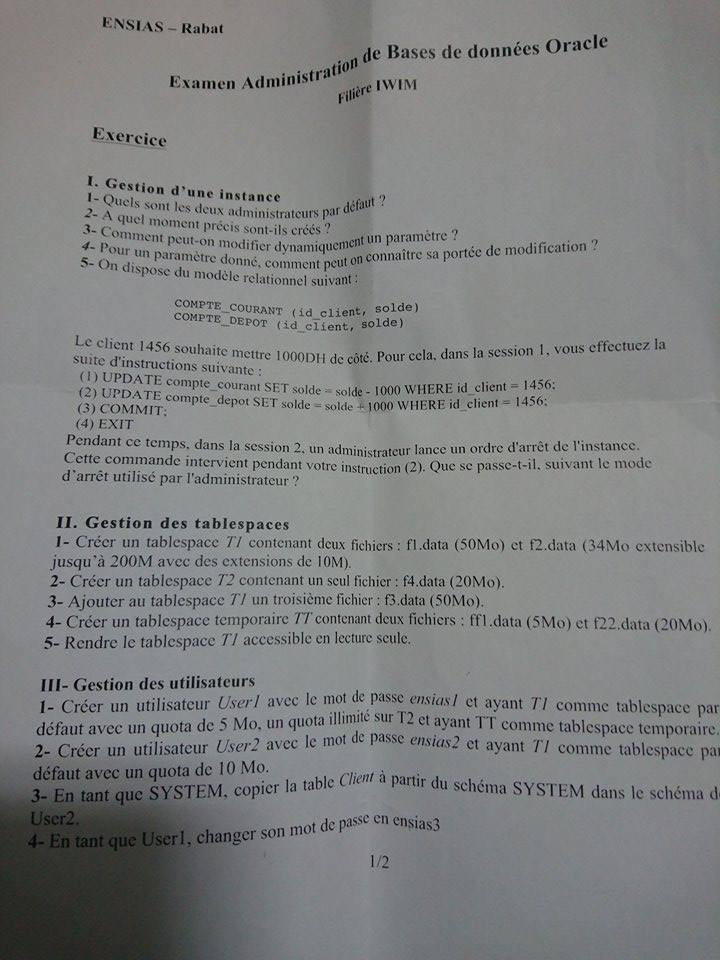 ENSIAS – Rabat
Examen Administration de Bases de données Oracle
Filière IWIM
Exercice
I. Gestion d'une instance
1- Quels sont les deux administrateurs par défaut ?
2- A quel moment précis sont-ils créés ?
3- Comment peut-on modifier dynamiquement un paramètre ?
4- Pour un paramètre donné, comment peut on connaître sa portée de modification ?
5- On dispose du modèle relationnel suivant :
COMPTE_COURANT (id_client, solde)
COMPTE_DEPOT (id_client, solde)
Le client 1456 souhaite mettre 1000DH de côté. Pour cela, dans la session 1, vous effectuez la
suite d'instructions suivante :
(1) UPDATE compte_courant SET solde = solde - 1000 WHERE id_client = 1456;
(2) UPDATE compte_depot SET solde = solde + 1000 WHERE id_client = 1456;
(3) COMMIT;
(4) EXIT
Pendant ce temps, dans la session 2, un administrateur lance un ordre d'arrêt de l'instance.
Cette commande intervient pendant votre instruction (2). Que se passe-t-il, suivant le mode
d'arrêt utilisé par l'administrateur ?
II. Gestion des tablespaces
1- Créer un tablespace T1 contenant deux fichiers : f1.data (50Mo) et f2.data (34Mo extensible
jusqu'à 200M avec des extensions de 10M).
2- Créer un tablespace T2 contenant un seul fichier : f4.data (20Mo).
3- Ajouter au tablespace T1 un troisième fichier : f3.data (50Mo).
4- Créer un tablespace temporaire TT contenant deux fichiers : ff1.data (5Mo) et f22.data (20Mo).
5- Rendre le tablespace T1 accessible en lecture seule.
III- Gestion des utilisateurs
1- Créer un utilisateur User1 avec le mot de passe ensias1 et ayant T1 comme tablespace par
défaut avec un quota de 5 Mo, un quota illimité sur T2 et ayant TT comme tablespace temporaire.
2- Créer un utilisateur User2 avec le mot de passe ensias2 et ayant T1 comme tablespace par
défaut avec un quota de 10 Mo.
3- En tant que SYSTEM, copier la table Client à partir du schéma SYSTEM dans le schéma d
User2.
4- En tant que User1, changer son mot de passe en ensias3
1/2